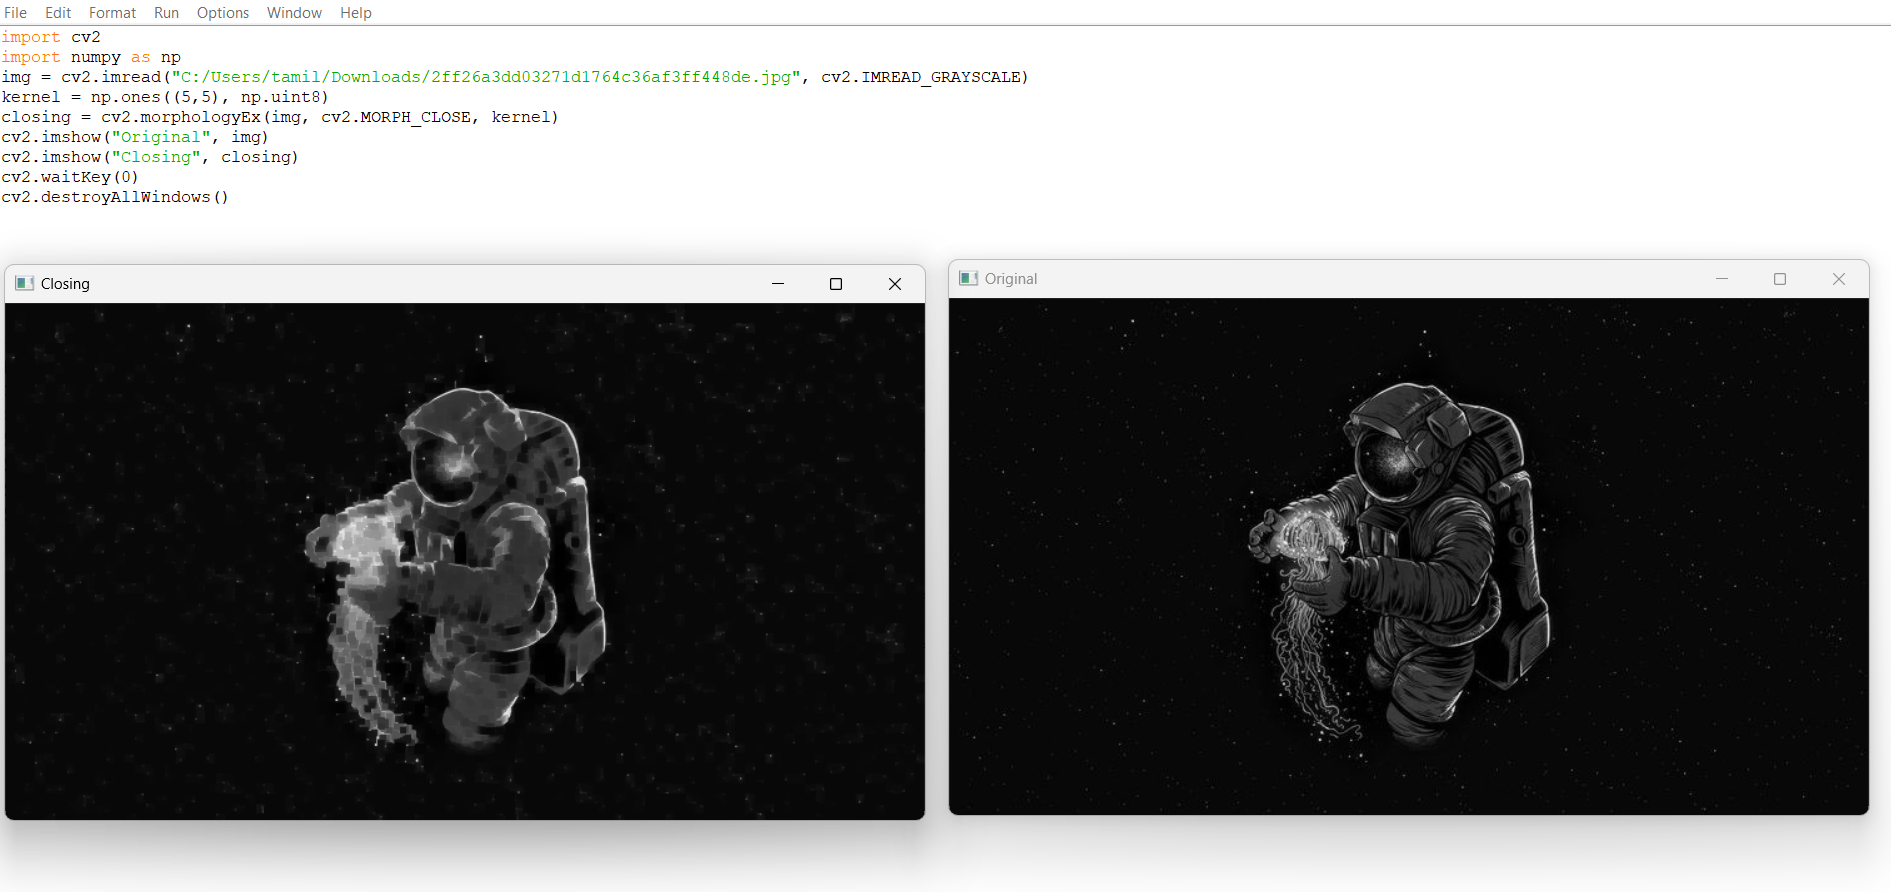 File Edit Format Run Options Window Help
import cv2
import numpy as np
img = cv2.imread("C:/Users/tamil/Downloads/2ff26a3dd03271d1764c36af3ff448de.jpg", cv2.IMREAD_GRAYSCALE)
kernel = np.ones((5,5), np.uint8)
closing = cv2.morphologyEx(img, cv2.MORPH_CLOSE, kernel)
cv2.imshow("Original", img)
cv2.imshow("Closing", closing)
cv2.waitKey(0)
cv2.destroyAllWindows()
Closing
Original